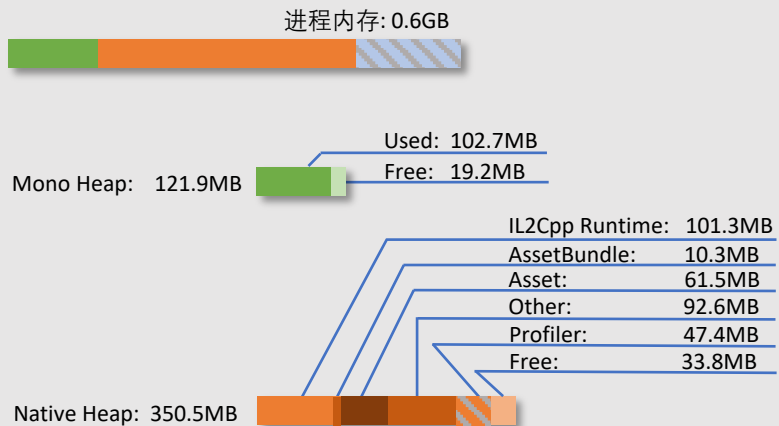 进程内存: 0.6GB
Used: 102.7MB
Free: 19.2MB
Mono Heap: 121.9MB
IL2Cpp Runtime: 101.3MB
AssetBundle: 10.3MB
Asset: 61.5MB
Other: 92.6MB
Profiler: 47.4MB
Free: 33.8MB
Native Heap: 350.5MB